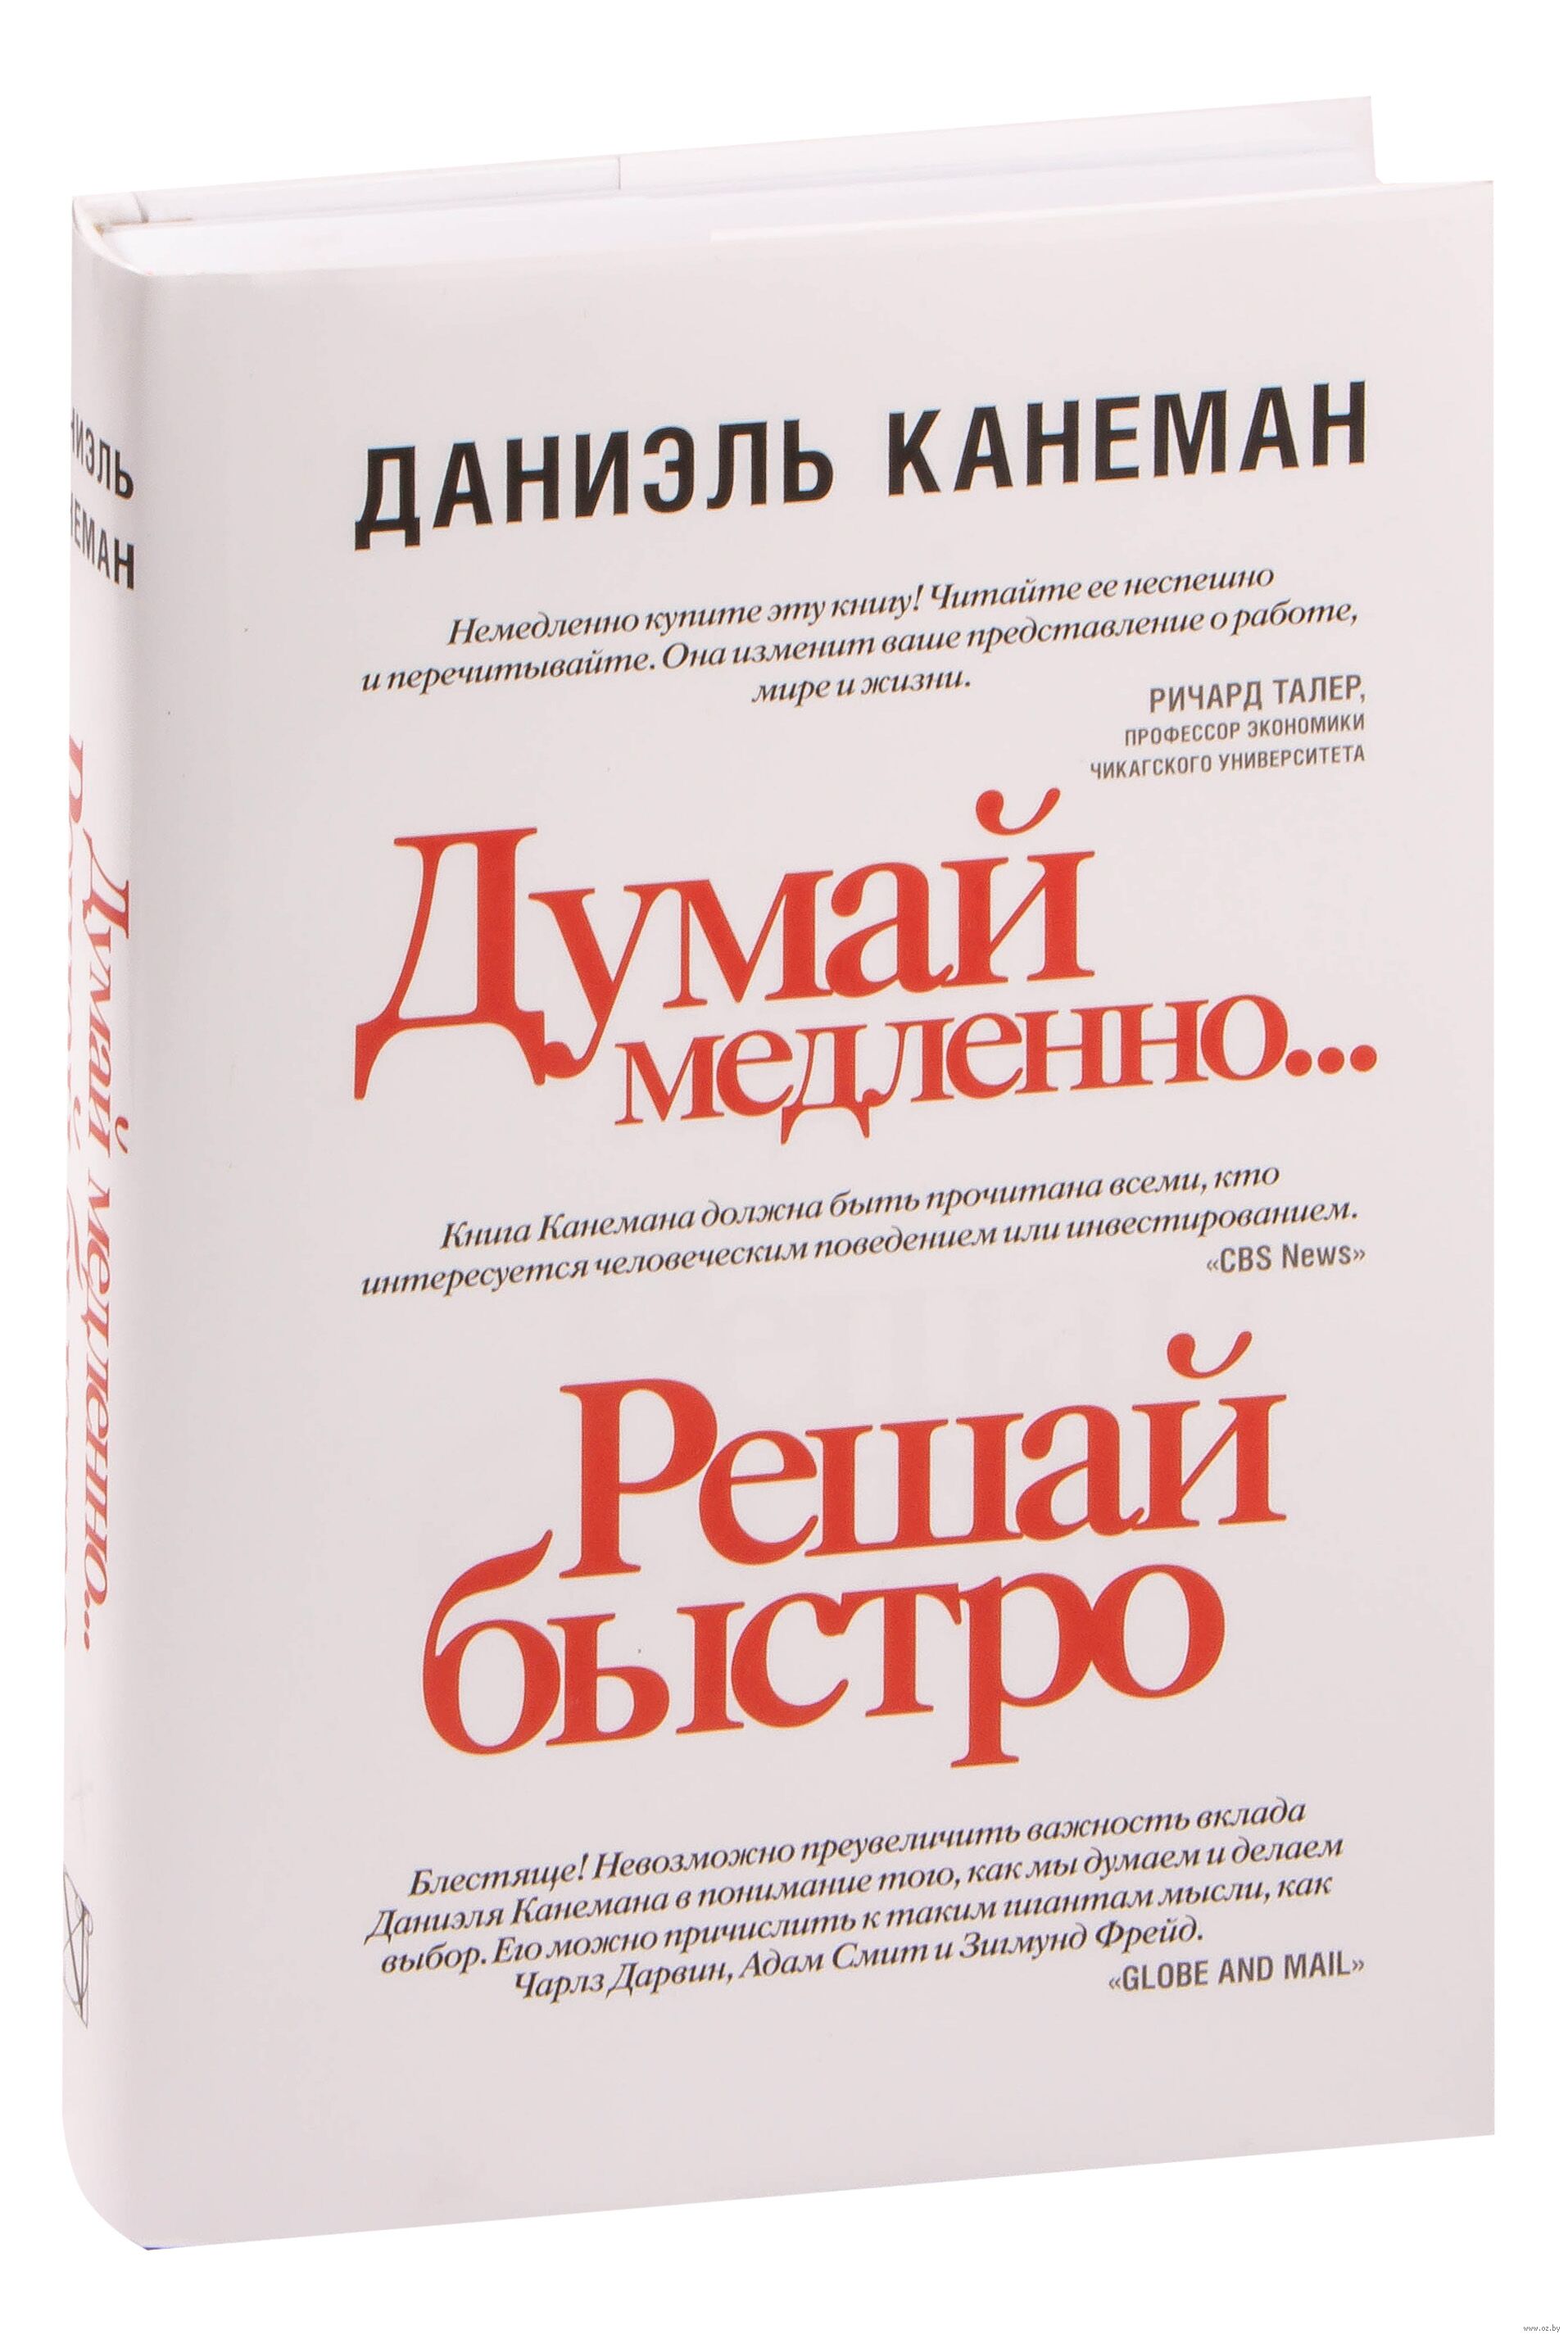 ДАНИЭЛЬ КАНЕМАН
Немедленно купите эту книгу! Читайте ее неспешно
и перечитывайте. Она изменит ваше представление о работе,
мире и жизни.
РИЧАРД ТАЛЕР,
ПРОФЕССОР ЭКОНОМИКИ
ЧИКАГСКОГО УНИВЕРСИТЕТА
Думай
медленно...
Книга Канемана должна быть прочитана всеми, кто
интересуется человеческим поведением или инвестированием.
«CBS News»
Решай
быстро
Блестяще! Невозможно преувеличить важность вклада
Даниэля Канемана в понимание того, как мы думаем и делаем
выбор. Его можно причислить к таким гигантам мысли, как
Чарлз Дарвин, Адам Смит и Зигмунд Фрейд.
«GLOBE AND MAIL»
Думай медленно...
www.oz.by